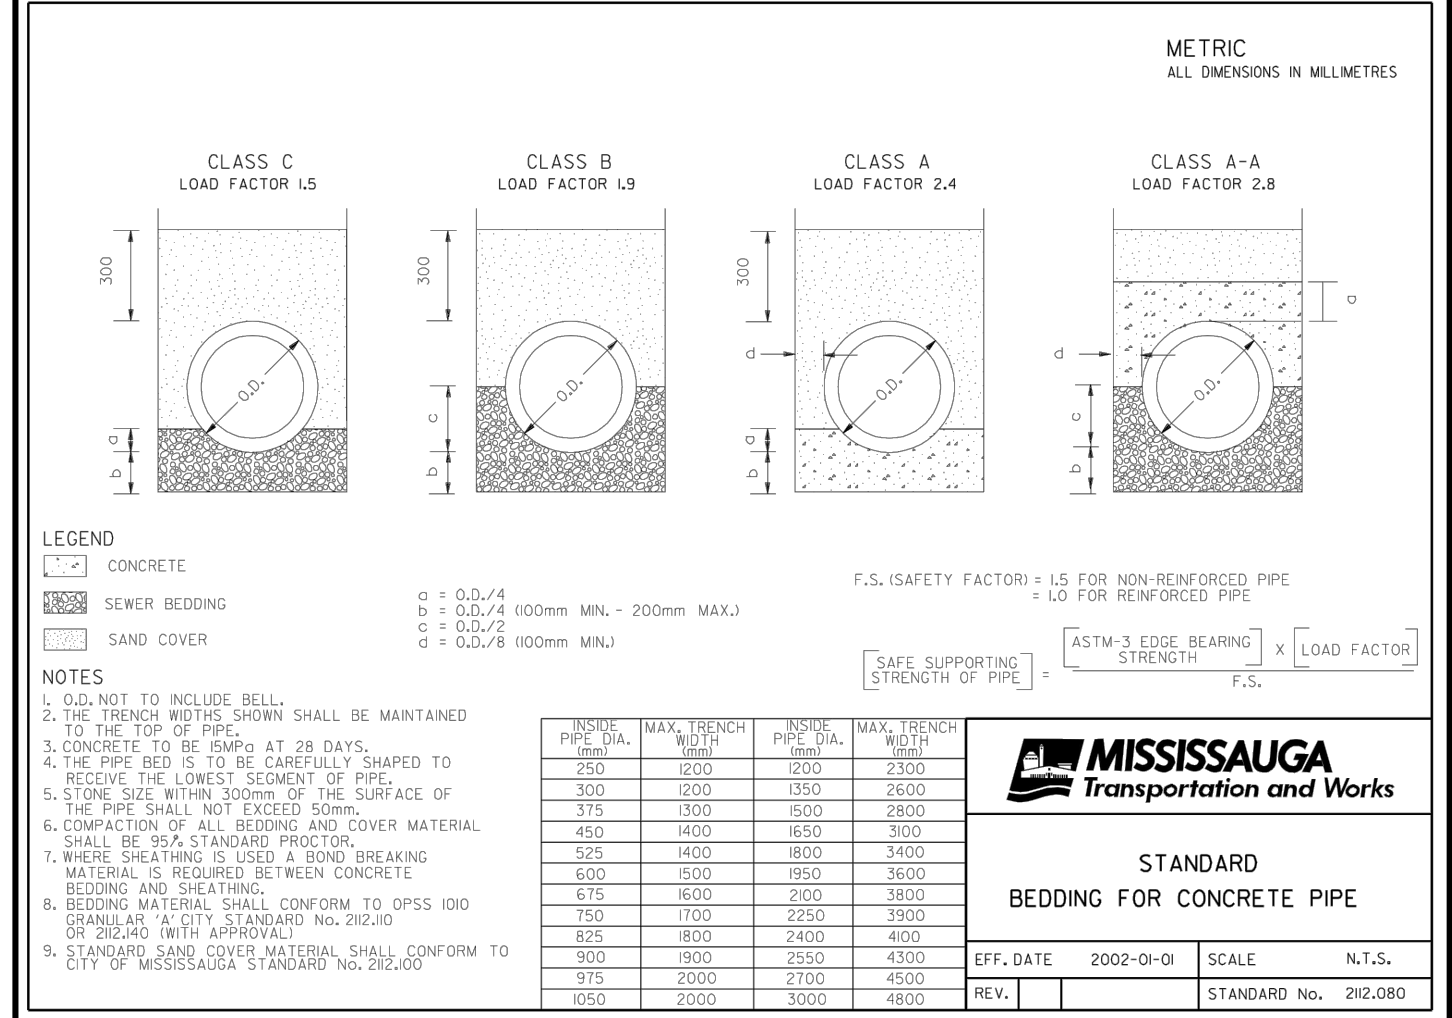 METRIC
ALL DIMENSIONS IN MILLIMETRES
CLASS C
LOAD FACTOR 1.5
CLASS B
LOAD FACTOR 1.9
CLASS A
LOAD FACTOR 2.4
CLASS A-A
LOAD FACTOR 2.8
300
O.D.
a
b
300
O.D.
c
b
300
d
O.D.
a
b
a
d
O.D.
c
b
LEGEND
CONCRETE
SEWER BEDDING
SAND COVER
a = O.D./4
b = O.D./4 (100mm MIN. - 200mm MAX.)
c = O.D./2
d = O.D./8 (100mm MIN.)
F.S. (SAFETY FACTOR) = 1.5 FOR NON-REINFORCED PIPE
= 1.0 FOR REINFORCED PIPE
[SAFE SUPPORTING
STRENGTH OF PIPE] =
[ASTM-3 EDGE BEARING
STRENGTH] X [LOAD FACTOR]
F.S.
NOTES
1. O.D. NOT TO INCLUDE BELL.
2. THE TRENCH WIDTHS SHOWN SHALL BE MAINTAINED
TO THE TOP OF PIPE.
3. CONCRETE TO BE 15MPa AT 28 DAYS.
4. THE PIPE BED IS TO BE CAREFULLY SHAPED TO
RECEIVE THE LOWEST SEGMENT OF PIPE.
5. STONE SIZE WITHIN 300mm OF THE SURFACE OF
THE PIPE SHALL NOT EXCEED 50mm.
6. COMPACTION OF ALL BEDDING AND COVER MATERIAL
SHALL BE 95% STANDARD PROCTOR.
7. WHERE SHEATHING IS USED A BOND BREAKING
MATERIAL IS REQUIRED BETWEEN CONCRETE
BEDDING AND SHEATHING.
8. BEDDING MATERIAL SHALL CONFORM TO OPSS 1010
GRANULAR 'A' CITY STANDARD No. 2112.110
OR 2112.140 (WITH APPROVAL)
9. STANDARD SAND COVER MATERIAL SHALL CONFORM TO
CITY OF MISSISSAUGA STANDARD No. 2112.100
INSIDE PIPE DIA. (mm) MAX. TRENCH WIDTH (mm) INSIDE PIPE DIA. (mm) MAX. TRENCH WIDTH (mm)
250 1200 1200 2300
300 1200 1350 2600
375 1300 1500 2800
450 1400 1650 3100
525 1400 1800 3400
600 1500 1950 3600
675 1600 2100 3800
750 1700 2250 3900
825 1800 2400 4100
900 1900 2550 4300
975 2000 2700 4500
1050 2000 3000 4800
MISSISSAUGA
Transportation and Works
STANDARD
BEDDING FOR CONCRETE PIPE
EFF. DATE 2002-01-01 SCALE N.T.S.
REV. STANDARD No. 2112.080